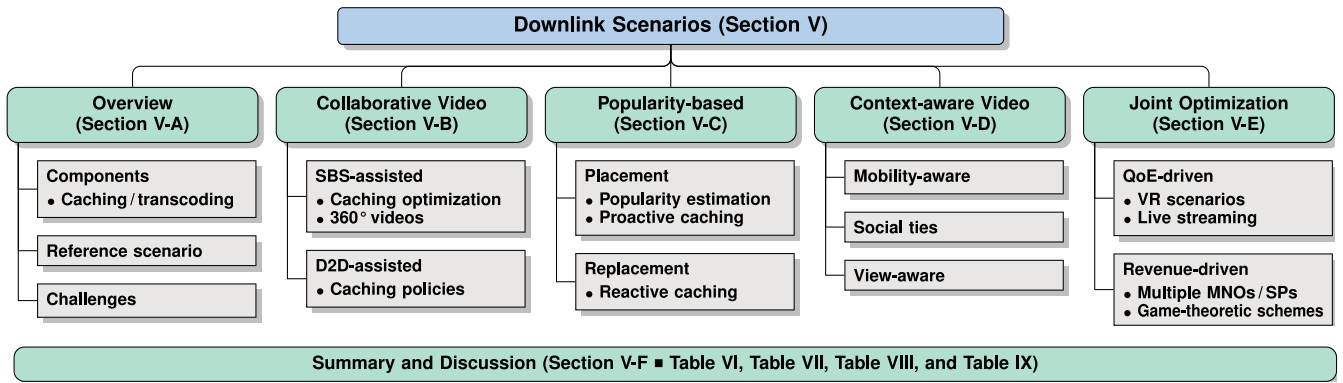 Downlink Scenarios (Section V)
Overview
(Section V-A)
Components
● Caching / transcoding
Reference scenario
Challenges
Collaborative Video
(Section V-B)
SBS-assisted
● Caching optimization
● 360° videos
D2D-assisted
● Caching policies
Popularity-based
(Section V-C)
Placement
● Popularity estimation
● Proactive caching
Replacement
● Reactive caching
Context-aware Video
(Section V-D)
Mobility-aware
Social ties
View-aware
Joint Optimization
(Section V-E)
QoE-driven
● VR scenarios
● Live streaming
Revenue-driven
● Multiple MNOs / SPs
● Game-theoretic schemes
Summary and Discussion (Section V-F ■ Table VI, Table VII, Table VIII, and Table IX)